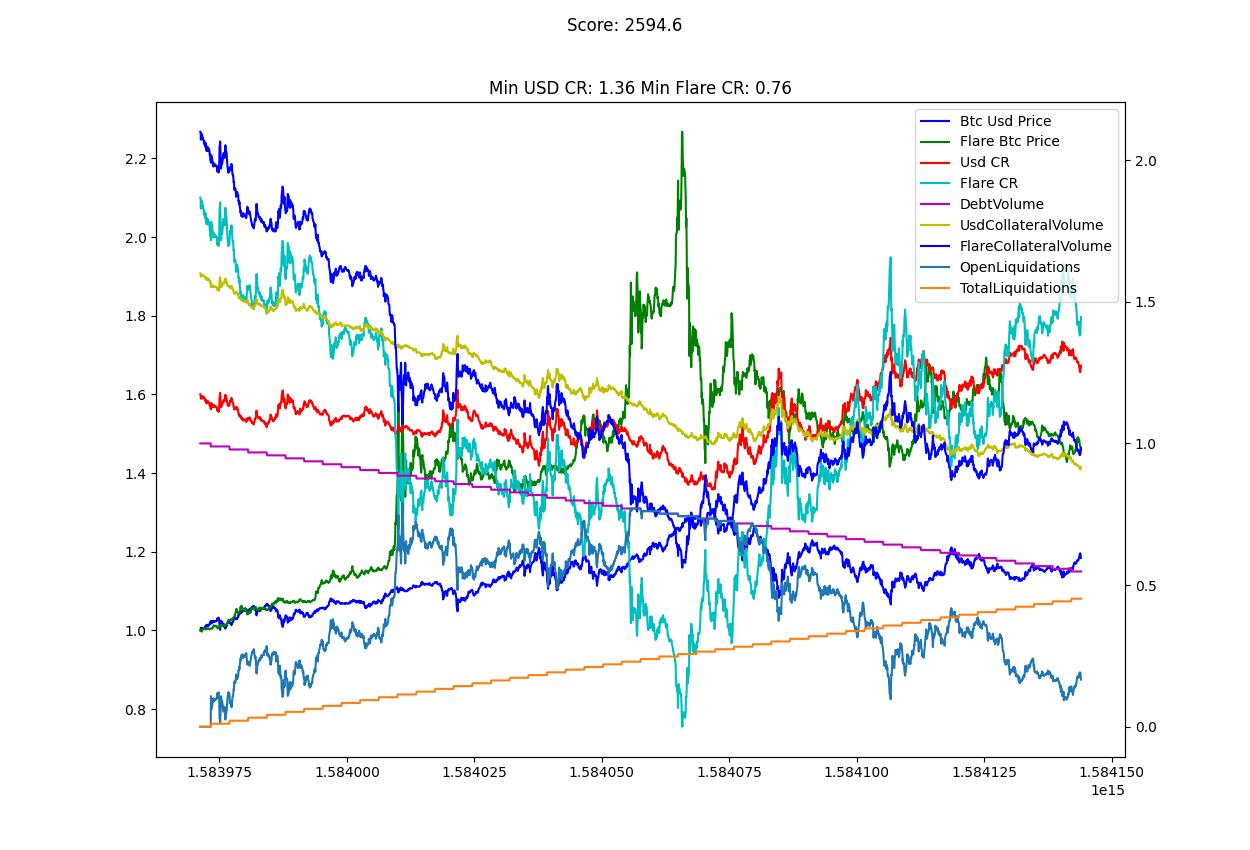 Score: 2594.6
Min USD CR: 1.36 Min Flare CR: 0.76
Btc Usd Price
Flare Btc Price
Usd CR
Flare CR
DebtVolume
UsdCollateralVolume
FlareCollateralVolume
OpenLiquidations
TotalLiquidations
2.2
2.0
1.8
1.6
1.4
1.2
1.0
0.8
2.0
1.5
1.0
0.5
0.0
1.583975 1.584000 1.584025 1.584050 1.584075 1.584100 1.584125 1.584150
1e15